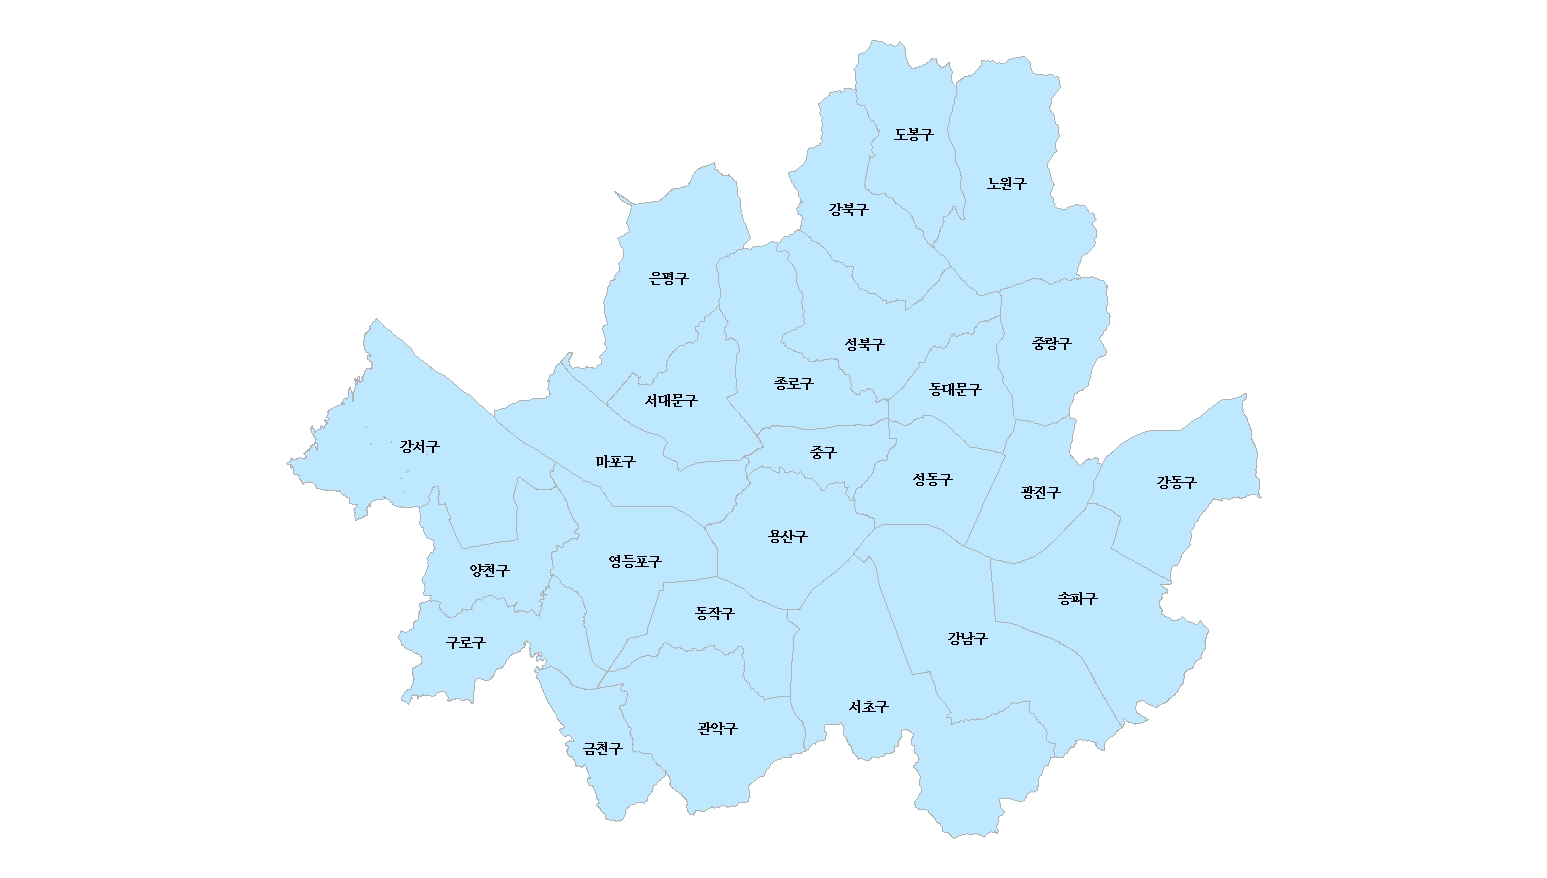 도봉구
노원구
강북구
은평구
성북구
중랑구
종로구
동대문구
서대문구
강서구
중구
마포구
성동구
강동구
광진구
용산구
영등포구
양천구
송파구
동작구
강남구
구로구
서초구
관악구
금천구